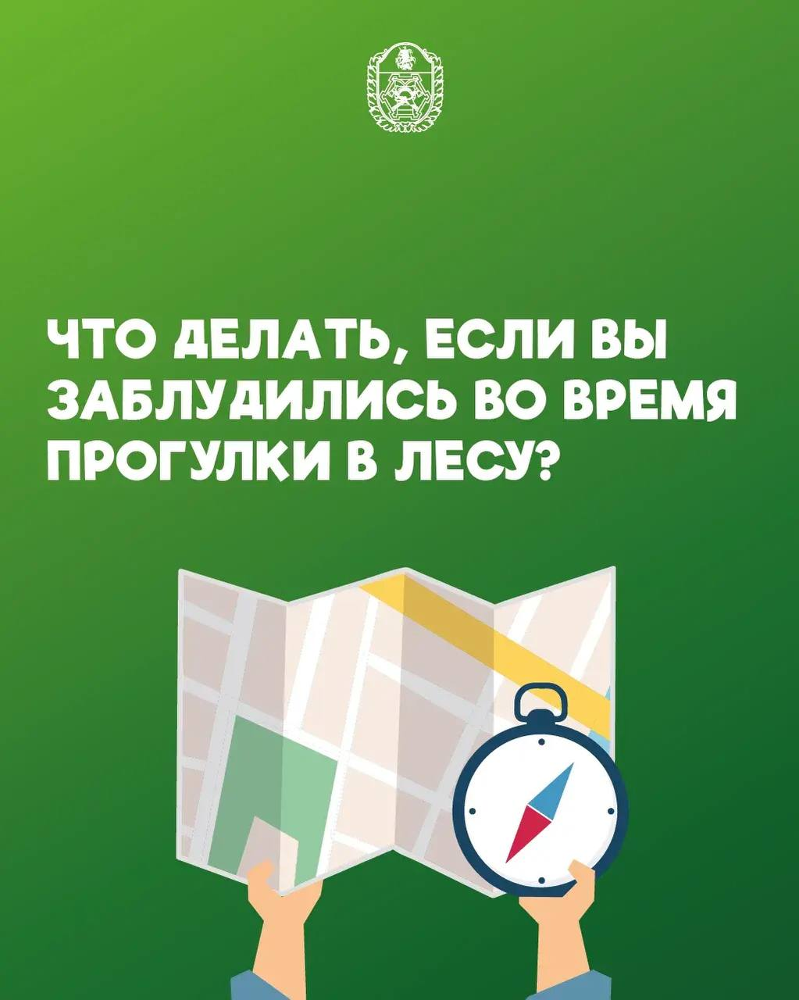 ЧТО ДЕЛАТЬ, ЕСЛИ ВЫ
ЗАБЛУДИЛИСЬ ВО ВРЕМЯ
ПРОГУЛКИ В ЛЕСУ?